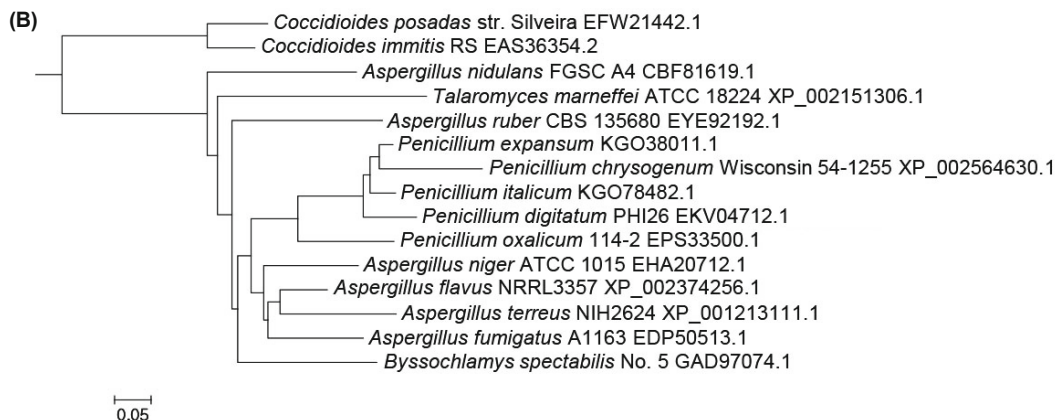 (B)
Coccidioides posadas str. Silveira EFW21442.1
Coccidioides immitis RS EAS36354.2
Aspergillus nidulans FGSC A4 CBF81619.1
Talaromyces marneffei ATCC 18224 XP_002151306.1
Aspergillus ruber CBS 135680 EYE92192.1
Penicillium expansum KGO38011.1
Penicillium chrysogenum Wisconsin 54-1255 XP_002564630.1
Penicillium italicum KGO78482.1
Penicillium digitatum PHI26 EKV04712.1
Penicillium oxalicum 114-2 EPS33500.1
Aspergillus niger ATCC 1015 EHA20712.1
Aspergillus flavus NRRL3357 XP_002374256.1
Aspergillus terreus NIH2624 XP_001213111.1
Aspergillus fumigatus A1163 EDP50513.1
Byssochlamys spectabilis No. 5 GAD97074.1
0.05